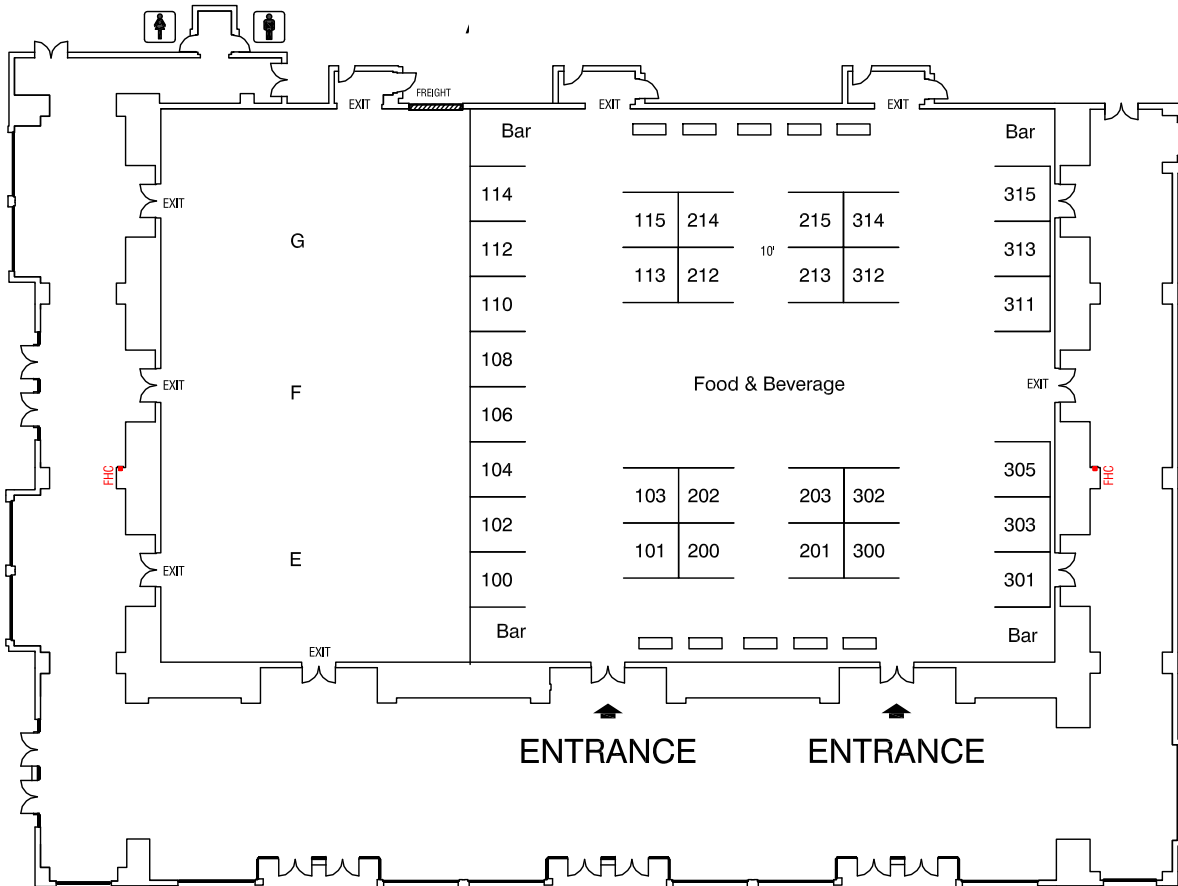 FREIGHT
EXIT
EXIT
EXIT
Bar
Bar
114
315
EXIT
115
214
215
314
G
112
10'
313
113
212
213
312
110
311
108
EXIT
Food & Beverage
EXIT
F
106
104
305
FHC
FHC
103
202
203
302
102
303
E
101
200
201
300
EXIT
100
301
Bar
Bar
EXIT
ENTRANCE
ENTRANCE